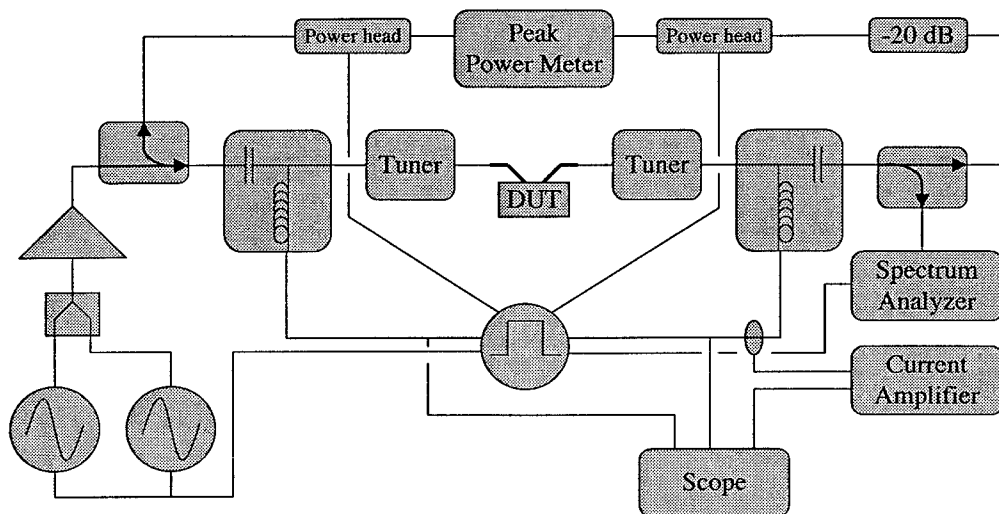 Power head
Peak
Power Meter
Power head
-20 dB
Tuner
DUT
Tuner
Spectrum
Analyzer
Current
Amplifier
Scope